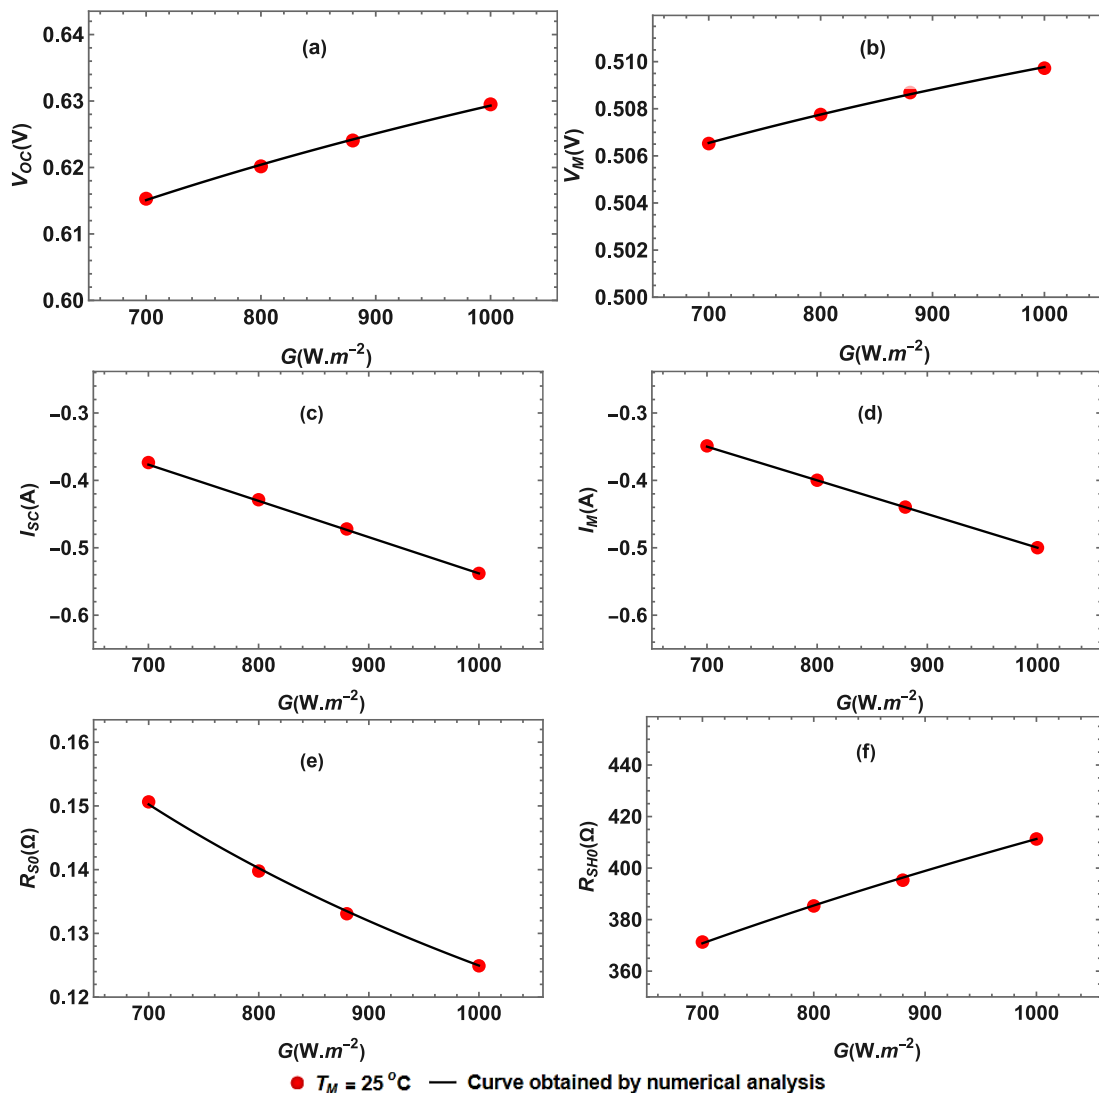 (a)
V_OC(V)
0.64
0.63
0.62
0.61
0.60
700 800 900 1000
G(W.m⁻²)
(b)
V_M(V)
0.510
0.508
0.506
0.504
0.502
0.500
700 800 900 1000
G(W.m⁻²)
(c)
I_SC(A)
−0.3
−0.4
−0.5
−0.6
700 800 900 1000
G(W.m⁻²)
(d)
I_M(A)
−0.3
−0.4
−0.5
−0.6
700 800 900 1000
G(W.m⁻²)
(e)
R_S0(Ω)
0.16
0.15
0.14
0.13
0.12
700 800 900 1000
G(W.m⁻²)
(f)
R_SH0(Ω)
440
420
400
380
360
700 800 900 1000
G(W.m⁻²)
T_M = 25 °C — Curve obtained by numerical analysis